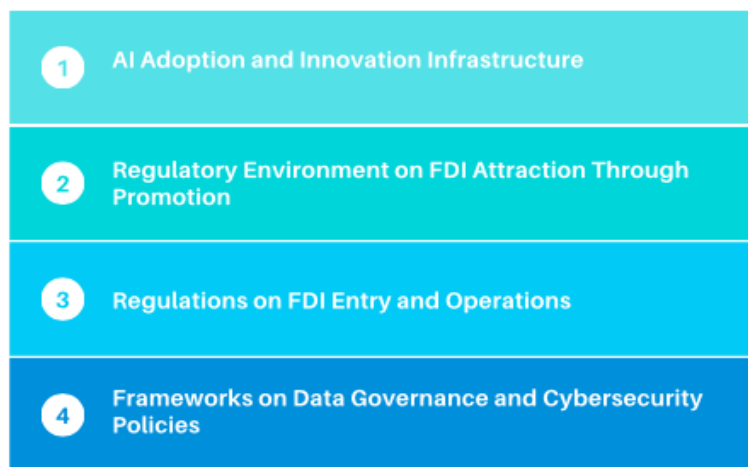 1 AI Adoption and Innovation Infrastructure
2 Regulatory Environment on FDI Attraction Through
Promotion
3 Regulations on FDI Entry and Operations
4 Frameworks on Data Governance and Cybersecurity
Policies